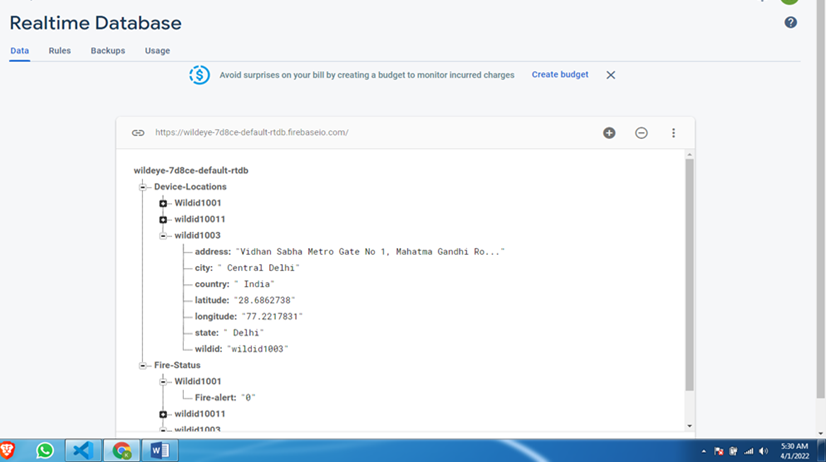 Realtime Database
Data Rules Backups Usage
Avoid surprises on your bill by creating a budget to monitor incurred charges Create budget
https://wildeye-7d8ce-default-rtdb.firebaseio.com/
wildeye-7d8ce-default-rtdb
Device-Locations
Wildid1001
wildid10011
wildid1003
address: "Vidhan Sabha Metro Gate No 1, Mahatma Gandhi Ro..."
city: " Central Delhi"
country: " India"
latitude: "28.6862738"
longitude: "77.2217831"
state: " Delhi"
wildid: "wildid1003"
Fire-Status
Wildid1001
Fire-alert: "0"
wildid10011
wildid1003
5:30 AM
4/1/2022